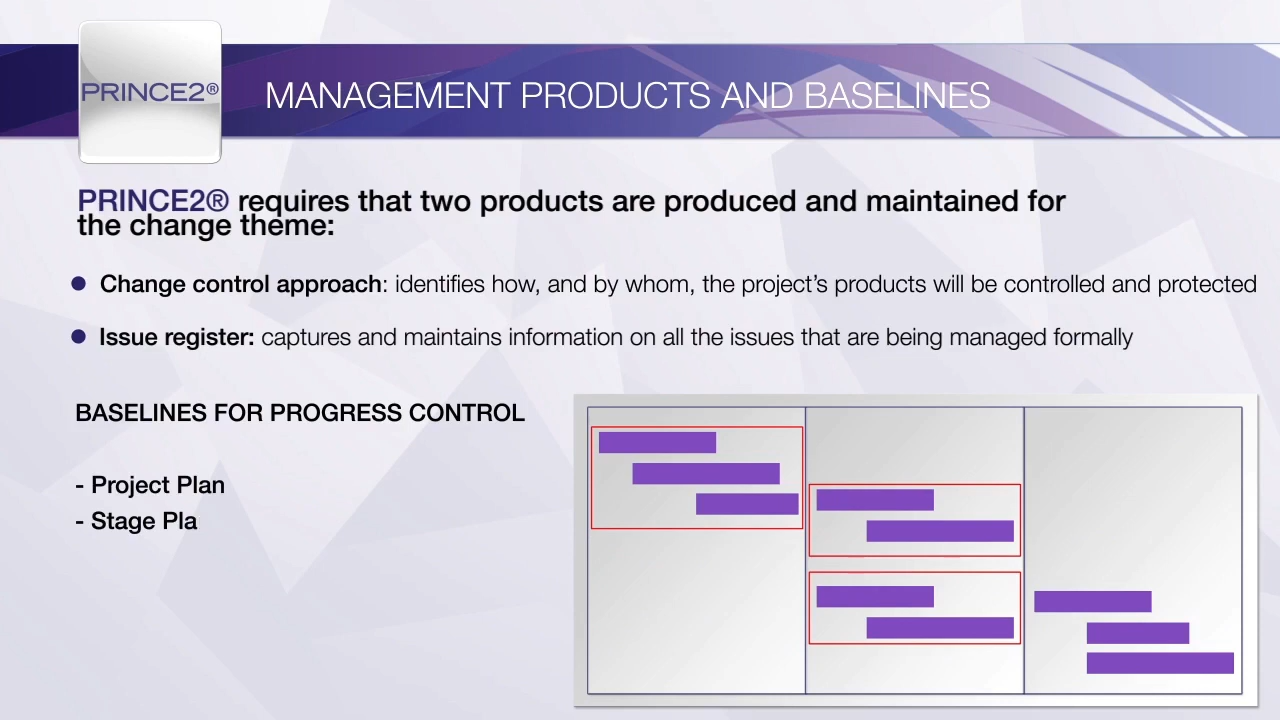 PRINCE2®
MANAGEMENT PRODUCTS AND BASELINES
PRINCE2® requires that two products are produced and maintained for
the change theme:
Change control approach: identifies how, and by whom, the project’s products will be controlled and protected
Issue register: captures and maintains information on all the issues that are being managed formally
BASELINES FOR PROGRESS CONTROL
- Project Plan
- Stage Pla